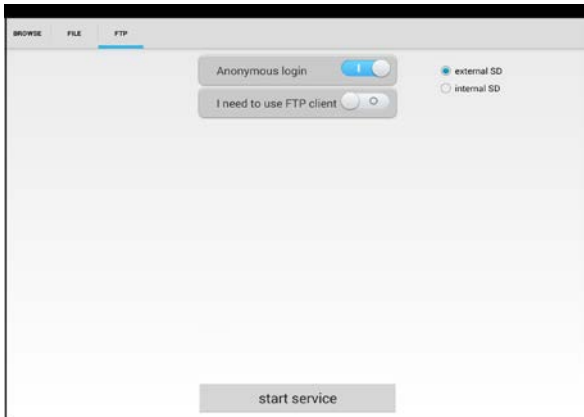 BROWSE FILE FTP
Anonymous login
external SD
internal SD
I need to use FTP client
start service